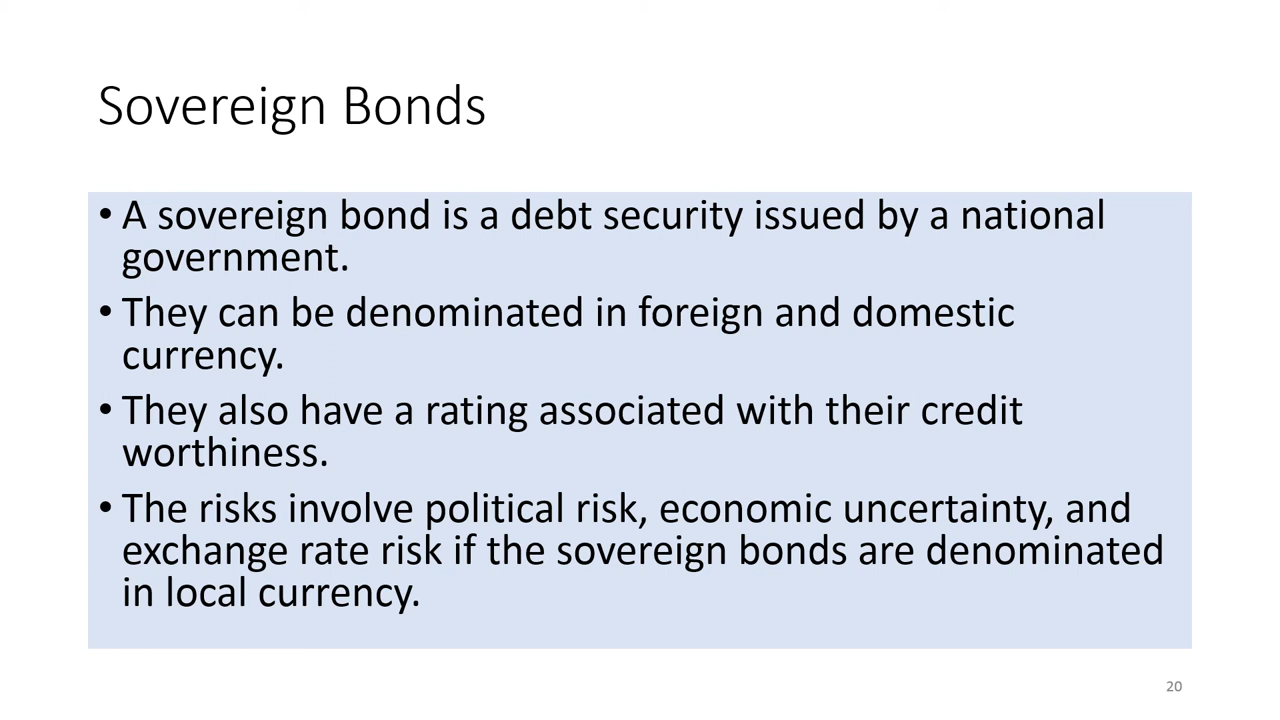 Sovereign Bonds
• A sovereign bond is a debt security issued by a national
government.
• They can be denominated in foreign and domestic
currency.
• They also have a rating associated with their credit
worthiness.
• The risks involve political risk, economic uncertainty, and
exchange rate risk if the sovereign bonds are denominated
in local currency.
20